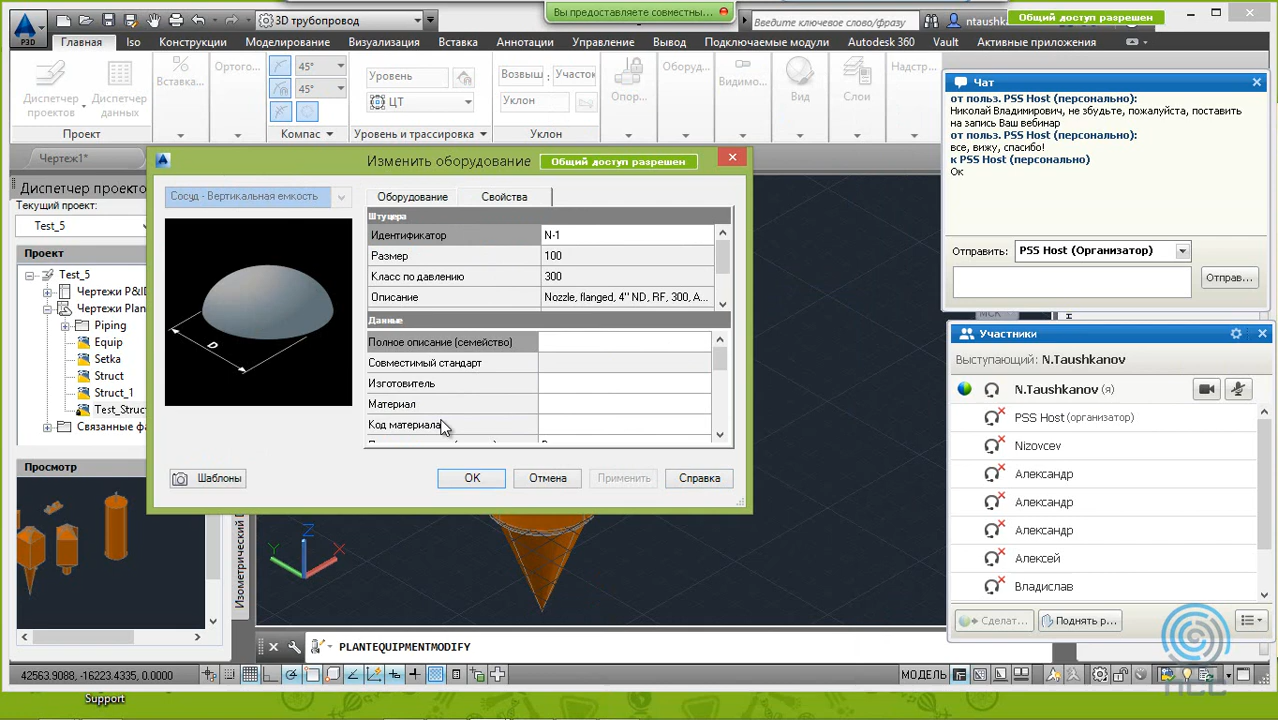 Вы предоставляете совместны...
P3D
3D трубопровод
Введите ключевое слово/фразу
ntaushka...
Общий доступ разрешен
Главная
Iso
Конструкции
Моделирование
Визуализация
Вставка
Аннотации
Управление
Вывод
Подключаемые модули
Autodesk 360
Vault
Активные приложения
Диспетчер проектов
Диспетчер данных
Вставка...
Ортого...
45°
45°
Уровень
ЦТ
Возвыш
Участок
Уклон
Опор...
Оборуд...
Видимо...
Вид
Слои
Надстр...
Проект
Компас
Уровень и трассировка
Уклон
Чертеж1*
Диспетчер проекто
Текущий проект:
Test_5
Проект
Test_5
Чертежи P&ID
Чертежи Plan
Piping
Equip
Setka
Struct
Struct_1
Test_Struct
Связанные фа
Просмотр
Изометрический D
Изменить оборудование
Общий доступ разрешен
Сосуд - Вертикальная емкость
Оборудование
Свойства
D
Штуцера
Идентификатор N-1
Размер 100
Класс по давлению 300
Описание Nozzle, flanged, 4" ND, RF, 300, A...
Данные
Полное описание (семейство)
Совместимый стандарт
Изготовитель
Материал
Код материала
Шаблоны
OK
Отмена
Применить
Справка
Z
Y
X
Чат
от польз. PSS Host (персонально):
Николай Владимирович, не збудьте, пожалуйста, поставить
на запись Ваш вебинар
от польз. PSS Host (персонально):
все, вижу, спасибо!
к PSS Host (персонально)
Ок
Отправить:
PSS Host (Организатор)
Отправ...
МСК
Участники
Выступающий: N.Taushkanov
N.Taushkanov (я)
PSS Host (организатор)
Nizovcev
Александр
Александр
Александр
Алексей
Владислав
Сделат...
Поднять р...
PLANTEQUIPMENTMODIFY
42563.9088, -16223.4335, 0.0000
МОДЕЛЬ
Support